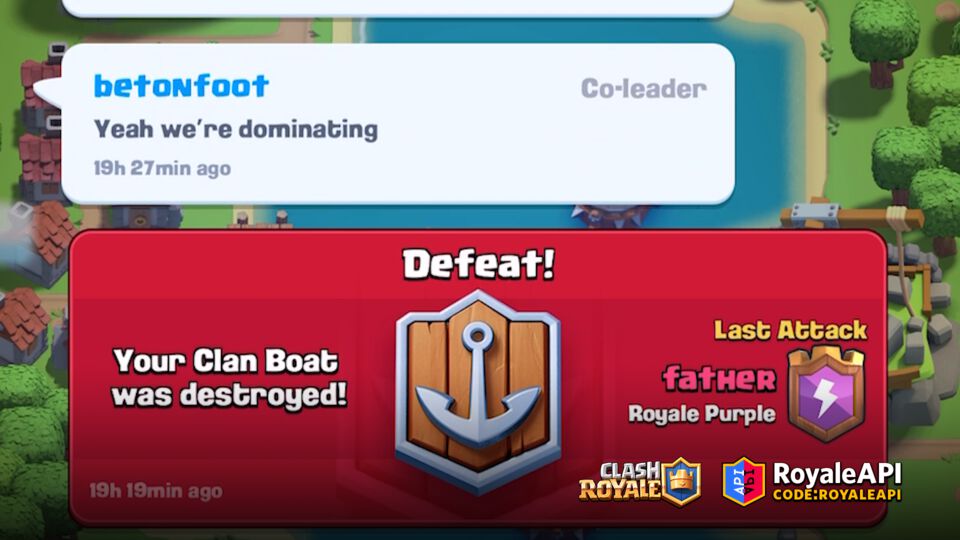 betonfoot
Co-leader
Yeah we're dominating
19h 27min ago
Defeat!
Your Clan Boat
was destroyed!
Last Attack
father
Royale Purple
19h 19min ago
CLASH
ROYALE
API
RoyaleAPI
CODE:ROYALEAPI